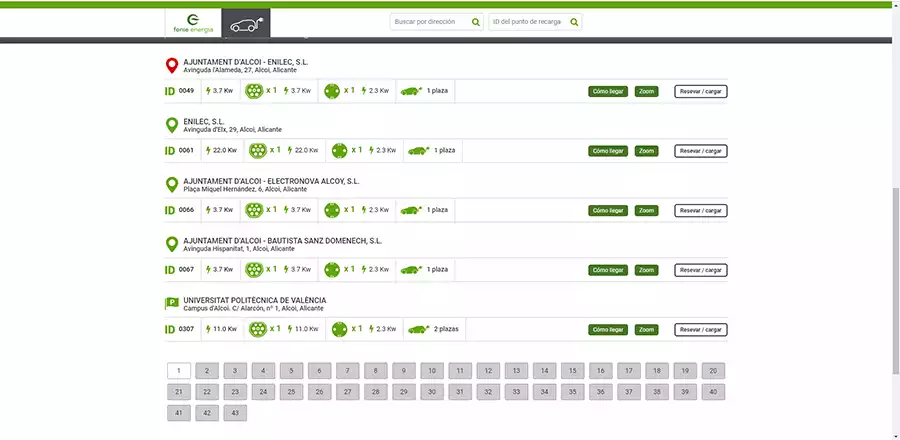 fenie energía
Buscar por dirección
ID del punto de recarga
AJUNTAMENT D'ALCOI - ENILEC, S.L.
Avinguda l'Alameda, 27, Alcoi, Alicante
ID 0049 3.7 Kw x 1 3.7 Kw x 1 2.3 Kw 1 plaza Cómo llegar Zoom Resevar / cargar
ENILEC, S.L.
Avinguda d'Elx, 29, Alcoi, Alicante
ID 0061 22.0 Kw x 1 22.0 Kw x 1 2.3 Kw 1 plaza Cómo llegar Zoom Resevar / cargar
AJUNTAMENT D'ALCOI - ELECTRONOVA ALCOY, S.L.
Plaça Miquel Hernández, 6, Alcoi, Alicante
ID 0066 3.7 Kw x 1 3.7 Kw x 1 2.3 Kw 1 plaza Cómo llegar Zoom Resevar / cargar
AJUNTAMENT D'ALCOI - BAUTISTA SANZ DOMENECH, S.L.
Avinguda Hispanitat, 1, Alcoi, Alicante
ID 0067 3.7 Kw x 1 3.7 Kw x 1 2.3 Kw 1 plaza Cómo llegar Zoom Resevar / cargar
P UNIVERSITAT POLITÈCNICA DE VALÈNCIA
Campus d'Alcoi. C/ Alarcón, nº 1, Alcoi, Alicante
ID 0307 11.0 Kw x 1 11.0 Kw x 1 2.3 Kw 2 plazas Cómo llegar Zoom Resevar / cargar
1 2 3 4 5 6 7 8 9 10 11 12 13 14 15 16 17 18 19 20
21 22 23 24 25 26 27 28 29 30 31 32 33 34 35 36 37 38 39 40
41 42 43